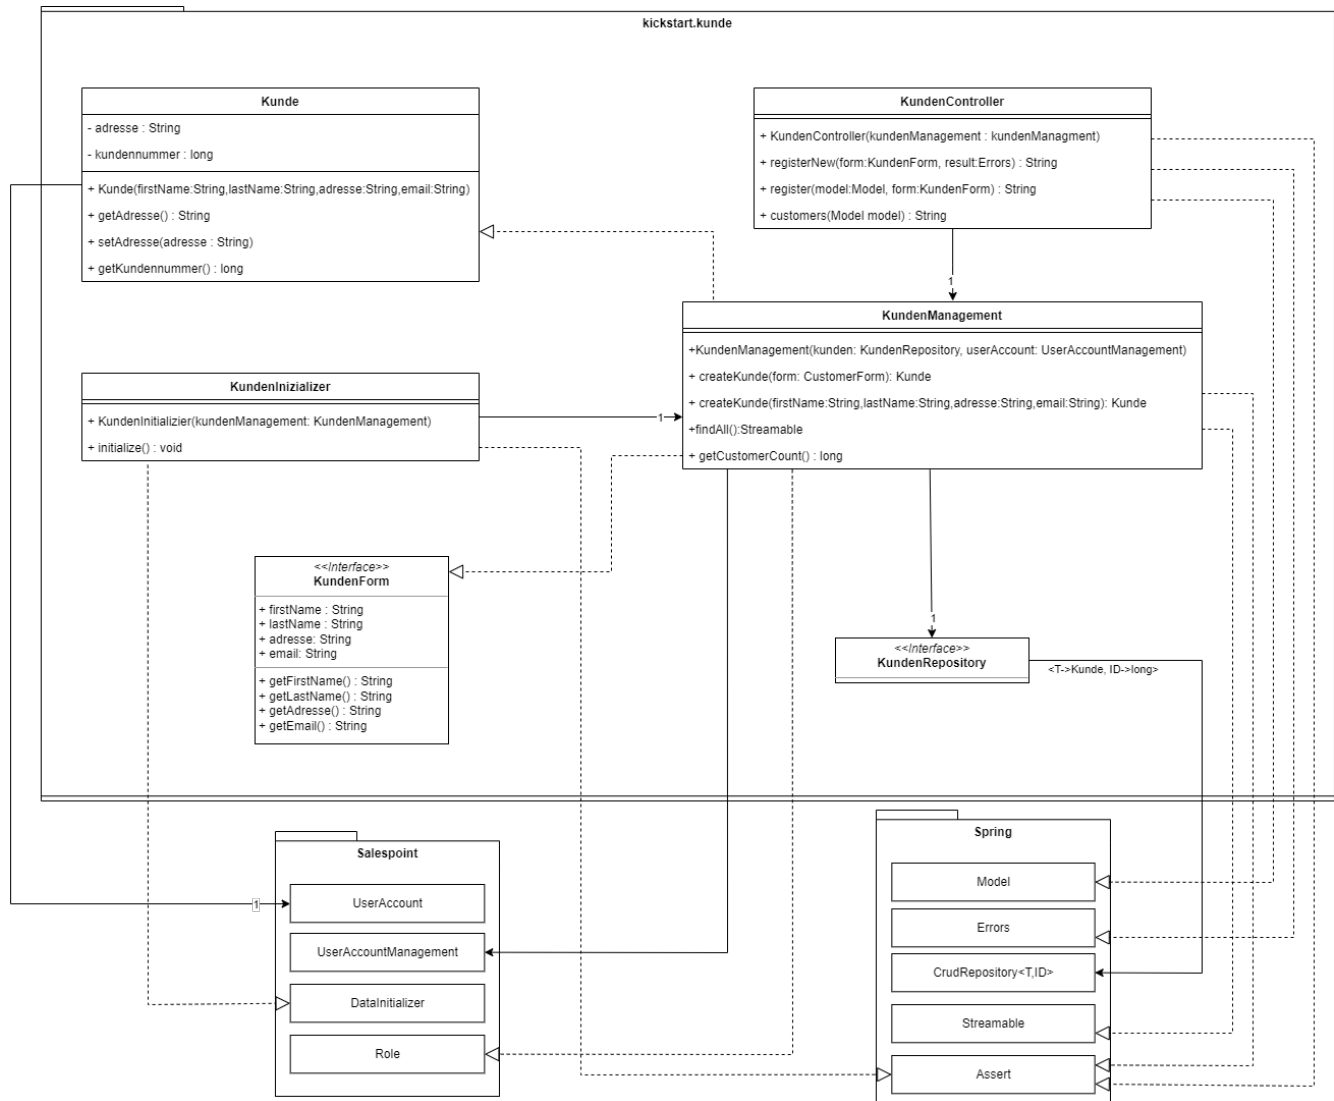 kickstart.kunde
Kunde
- adresse : String
- kundennummer : long
+ Kunde(firstName:String,lastName:String,adresse:String,email:String)
+ getAdresse() : String
+ setAdresse(adresse : String)
+ getKundennummer() : long
KundenController
+ KundenController(kundenManagement : kundenManagment)
+ registerNew(form:KundenForm, result:Errors) : String
+ register(model:Model, form:KundenForm) : String
+ customers(Model model) : String
1
KundenManagement
+KundenManagement(kunden: KundenRepository, userAccount: UserAccountManagement)
+ createKunde(form: CustomerForm): Kunde
+ createKunde(firstName:String,lastName:String,adresse:String,email:String): Kunde
+findAll():Streamable
+ getCustomerCount() : long
KundenInizializer
+ KundenInitializier(kundenManagement: KundenManagement)
+ initialize() : void
1
<<Interface>>
KundenForm
+ firstName : String
+ lastName : String
+ adresse: String
+ email: String
+ getFirstName() : String
+ getLastName() : String
+ getAdresse() : String
+ getEmail() : String
1
<<Interface>>
KundenRepository
<T->Kunde, ID->long>
Salespoint
1
UserAccount
UserAccountManagement
DataInitializer
Role
Spring
Model
Errors
CrudRepository<T,ID>
Streamable
Assert